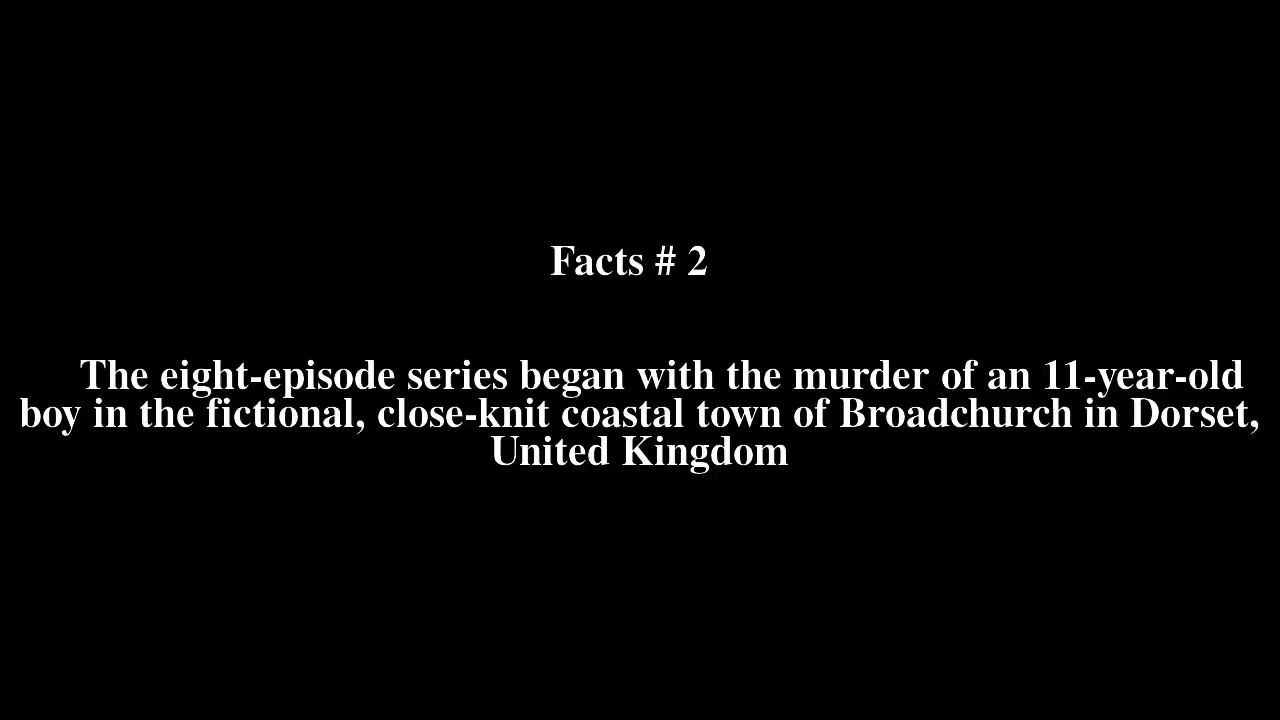 Facts # 2
The eight-episode series began with the murder of an 11-year-old
boy in the fictional, close-knit coastal town of Broadchurch in Dorset,
United Kingdom